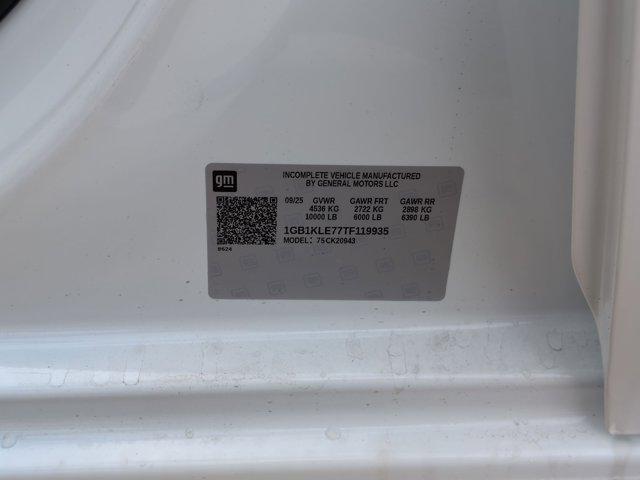 gm
INCOMPLETE VEHICLE MANUFACTURED
BY GENERAL MOTORS LLC
09/25 GVWR GAWR FRT GAWR RR
4536 KG 2722 KG 2898 KG
10000 LB 6000 LB 6390 LB
1GB1KLE77TF119935
MODEL: 75CK20943
8624